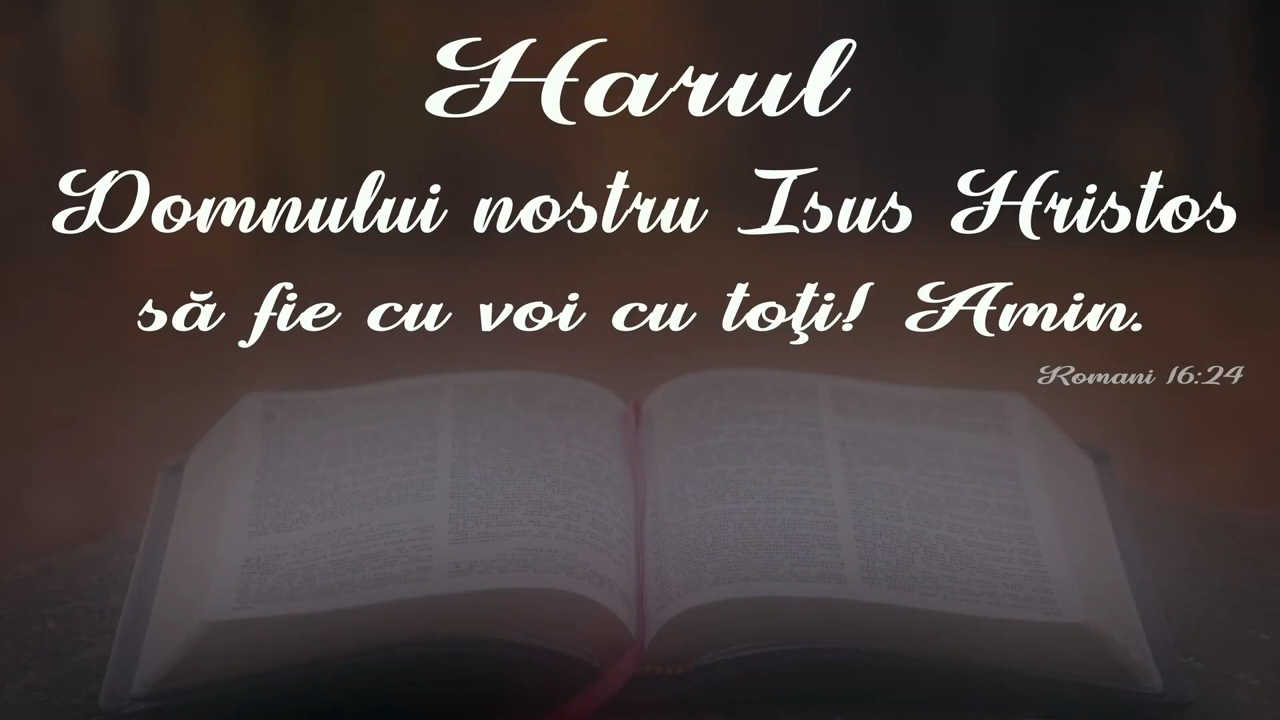 Harul
Domnului nostru Isus Hristos
să fie cu voi cu toţi! Amin.
Romani 16:24